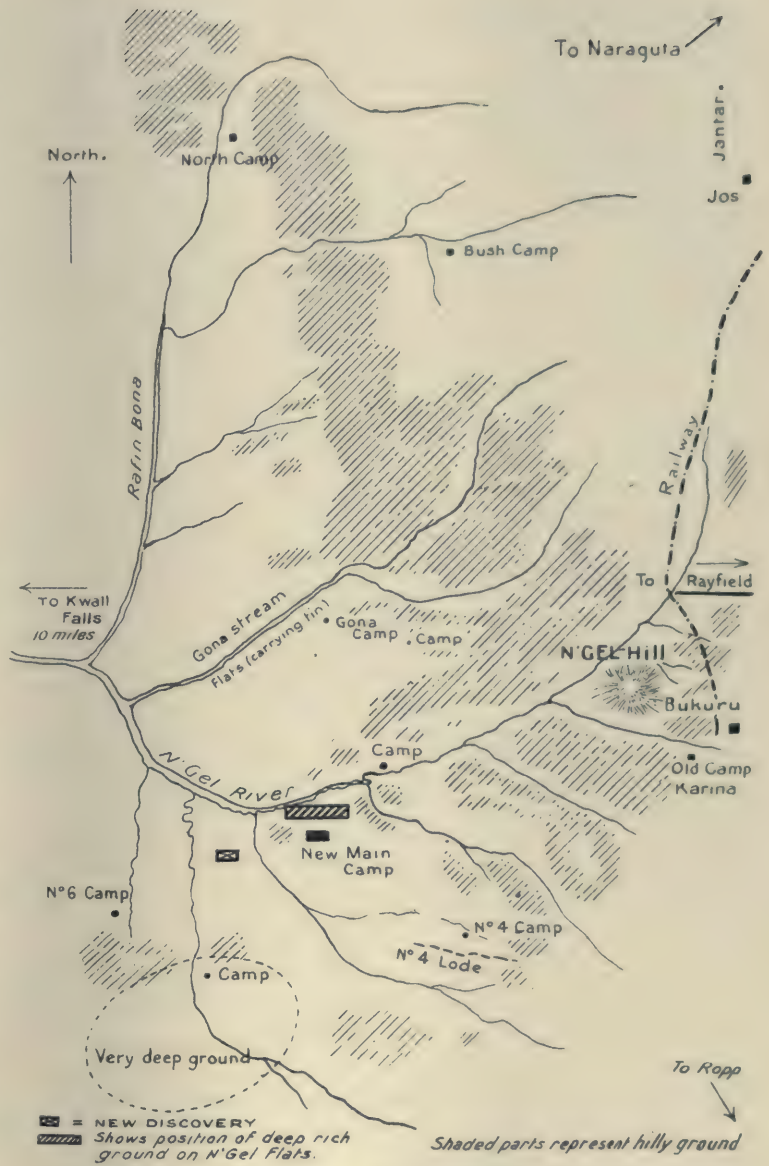 To Naraguta
Jantar.
North.
North Camp
Jos
Bush Camp
Rafin Bona
Railway
To Kwall
Falls
10 miles
Gona stream
Flats (carrying tin)
Gona
Camp
Camp
To
Rayfield
N'GEL-Hill
Bukuru
N'Gel River
Camp
Old Camp
Karina
New Main
Camp
Nº6 Camp
Nº4 Camp
Nº4 Lode
Camp
Very deep ground
To Ropp
= NEW DISCOVERY
Shows position of deep rich
ground on N'Gel Flats.
Shaded parts represent hilly ground